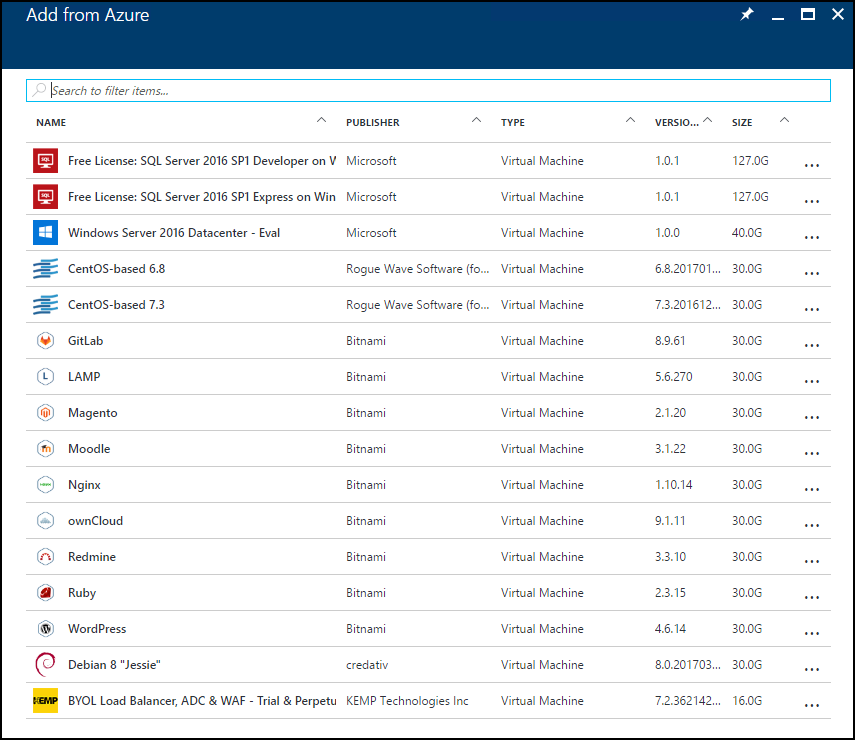 Add from Azure
Search to filter items...
NAME PUBLISHER TYPE VERSIO... SIZE
SQL Free License: SQL Server 2016 SP1 Developer on W Microsoft Virtual Machine 1.0.1 127.0G ...
SQL Free License: SQL Server 2016 SP1 Express on Win Microsoft Virtual Machine 1.0.1 127.0G ...
Windows Server 2016 Datacenter - Eval Microsoft Virtual Machine 1.0.0 40.0G ...
CentOS-based 6.8 Rogue Wave Software (fo... Virtual Machine 6.8.201701... 30.0G ...
CentOS-based 7.3 Rogue Wave Software (fo... Virtual Machine 7.3.201612... 30.0G ...
GitLab Bitnami Virtual Machine 8.9.61 30.0G ...
L LAMP Bitnami Virtual Machine 5.6.270 30.0G ...
Magento Bitnami Virtual Machine 2.1.20 30.0G ...
Moodle Bitnami Virtual Machine 3.1.22 30.0G ...
Nginx Bitnami Virtual Machine 1.10.14 30.0G ...
ownCloud Bitnami Virtual Machine 9.1.11 30.0G ...
Redmine Bitnami Virtual Machine 3.3.10 30.0G ...
Ruby Bitnami Virtual Machine 2.3.15 30.0G ...
WordPress Bitnami Virtual Machine 4.6.14 30.0G ...
Debian 8 "Jessie" credativ Virtual Machine 8.0.201703... 30.0G ...
KEMP BYOL Load Balancer, ADC & WAF - Trial & Perpetu KEMP Technologies Inc Virtual Machine 7.2.362142... 16.0G ...